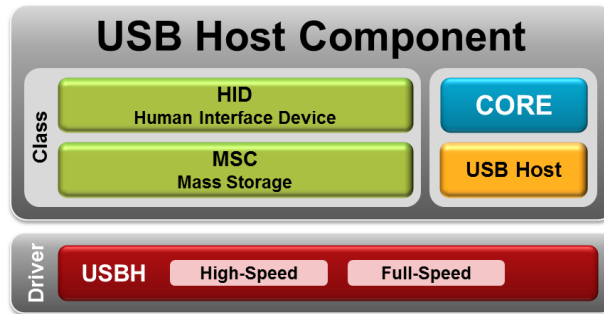 USB Host Component
Class
HID
Human Interface Device
MSC
Mass Storage
CORE
USB Host
Driver
USBH
High-Speed
Full-Speed